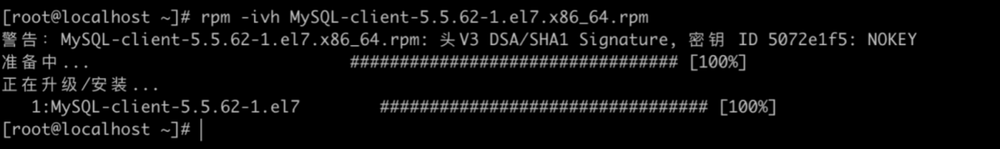 [root@localhost ~]# rpm -ivh MySQL-client-5.5.62-1.el7.x86_64.rpm
警告：MySQL-client-5.5.62-1.el7.x86_64.rpm: 头V3 DSA/SHA1 Signature, 密钥 ID 5072e1f5: NOKEY
准备中... ################################# [100%]
正在升级/安装...
1:MySQL-client-5.5.62-1.el7 ################################# [100%]
[root@localhost ~]#